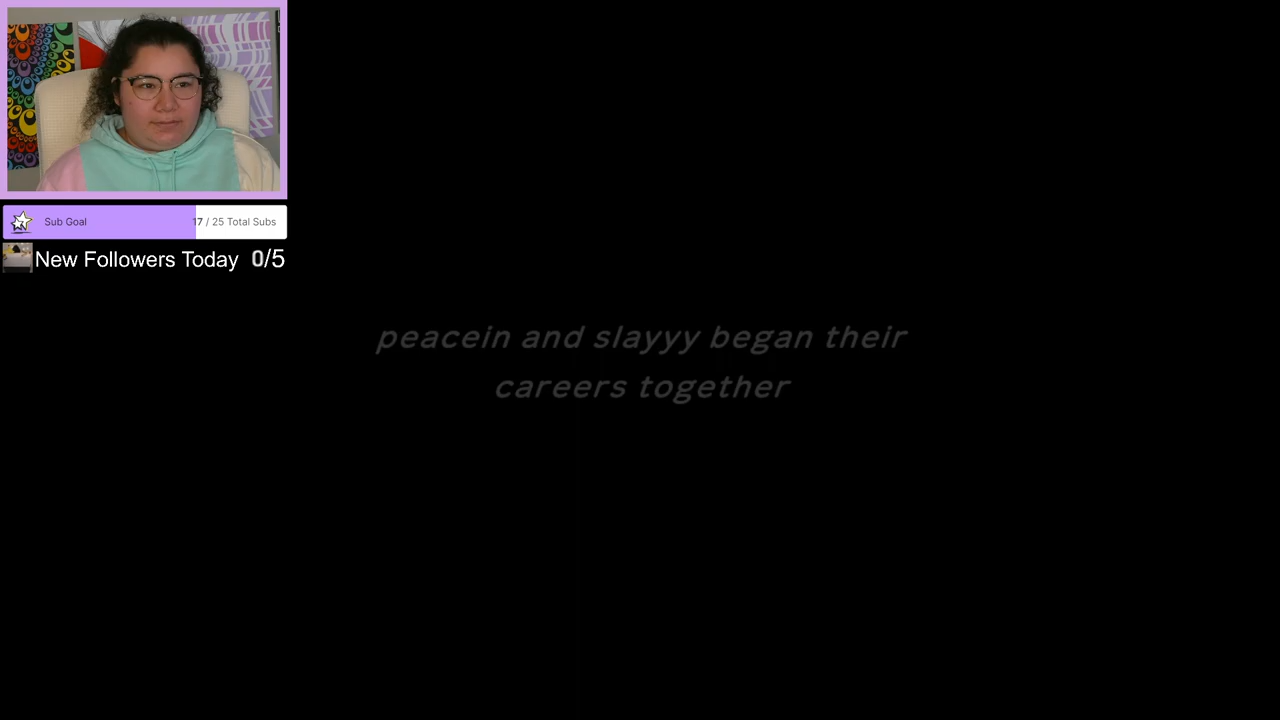 Sub Goal 17 / 25 Total Subs
New Followers Today 0/5
peacein and slayyy began their
careers together